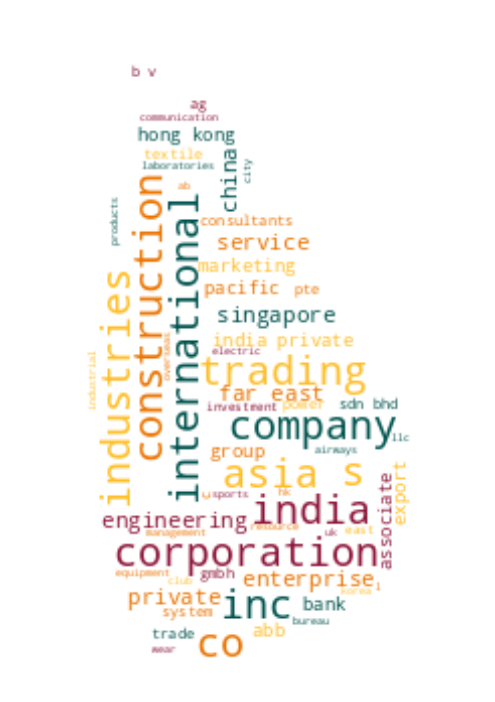 b v
ag
communication
hong kong
textile
laboratories
china
city
ab
construction
international
products
consultants
service
marketing
pacific
pte
industries
singapore
india private
overseas
electric
trading
industrial
far east
investment
power
sdn bhd
company
llc
group
airways
asia
s
export
associate
u
sports
hk
india
engineering
resource
management
uk
east
corporation
equipment
club
gmbh
enterprise
i
korea
private
system
inc
bank
bureau
trade
abb
co
wear